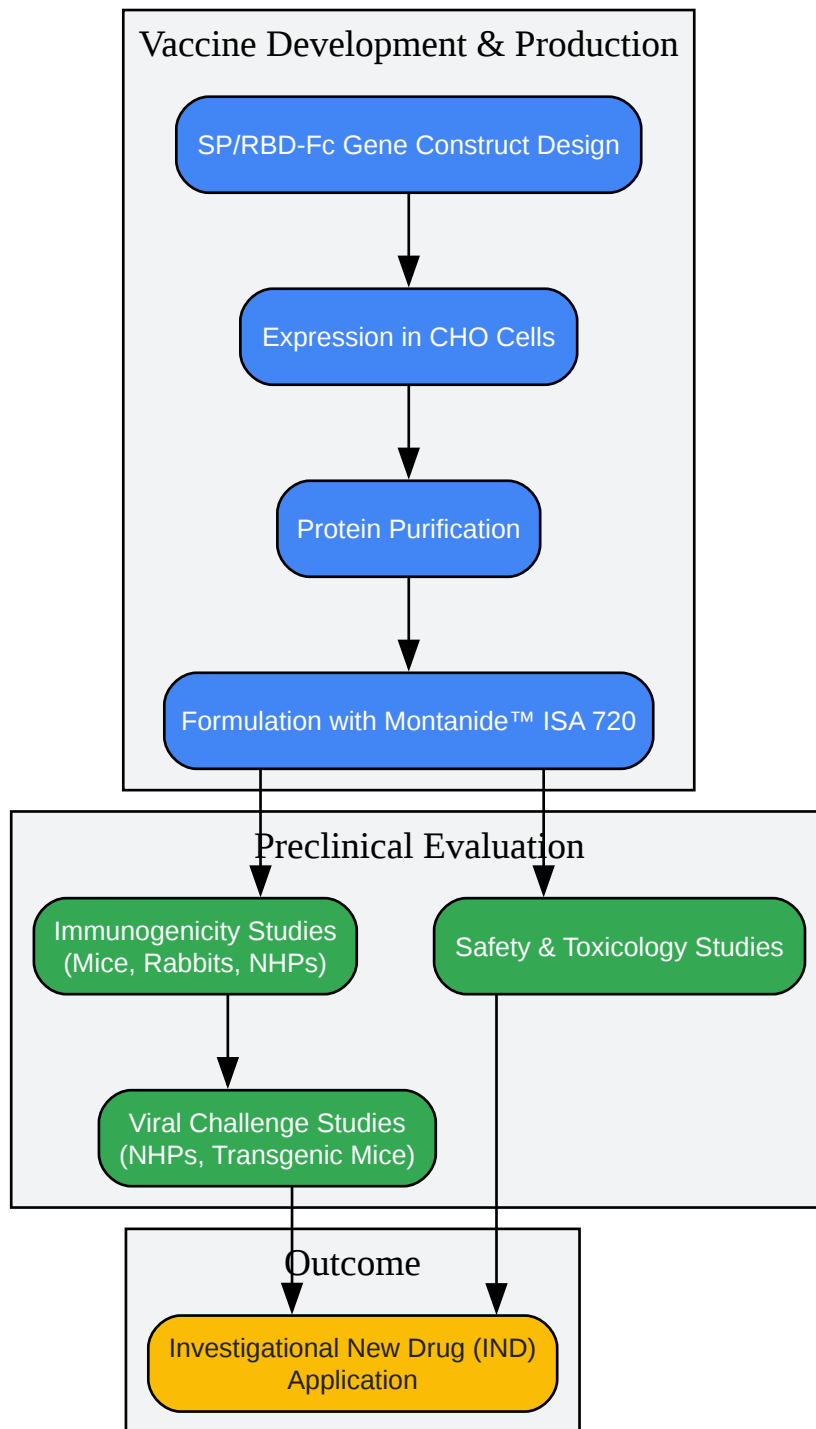 Vaccine Development & Production
SP/RBD-Fc Gene Construct Design
Expression in CHO Cells
Protein Purification
Formulation with Montanide™ ISA 720
Preclinical Evaluation
Immunogenicity Studies
(Mice, Rabbits, NHPs)
Safety & Toxicology Studies
Viral Challenge Studies
(NHPs, Transgenic Mice)
Outcome
Investigational New Drug (IND)
Application